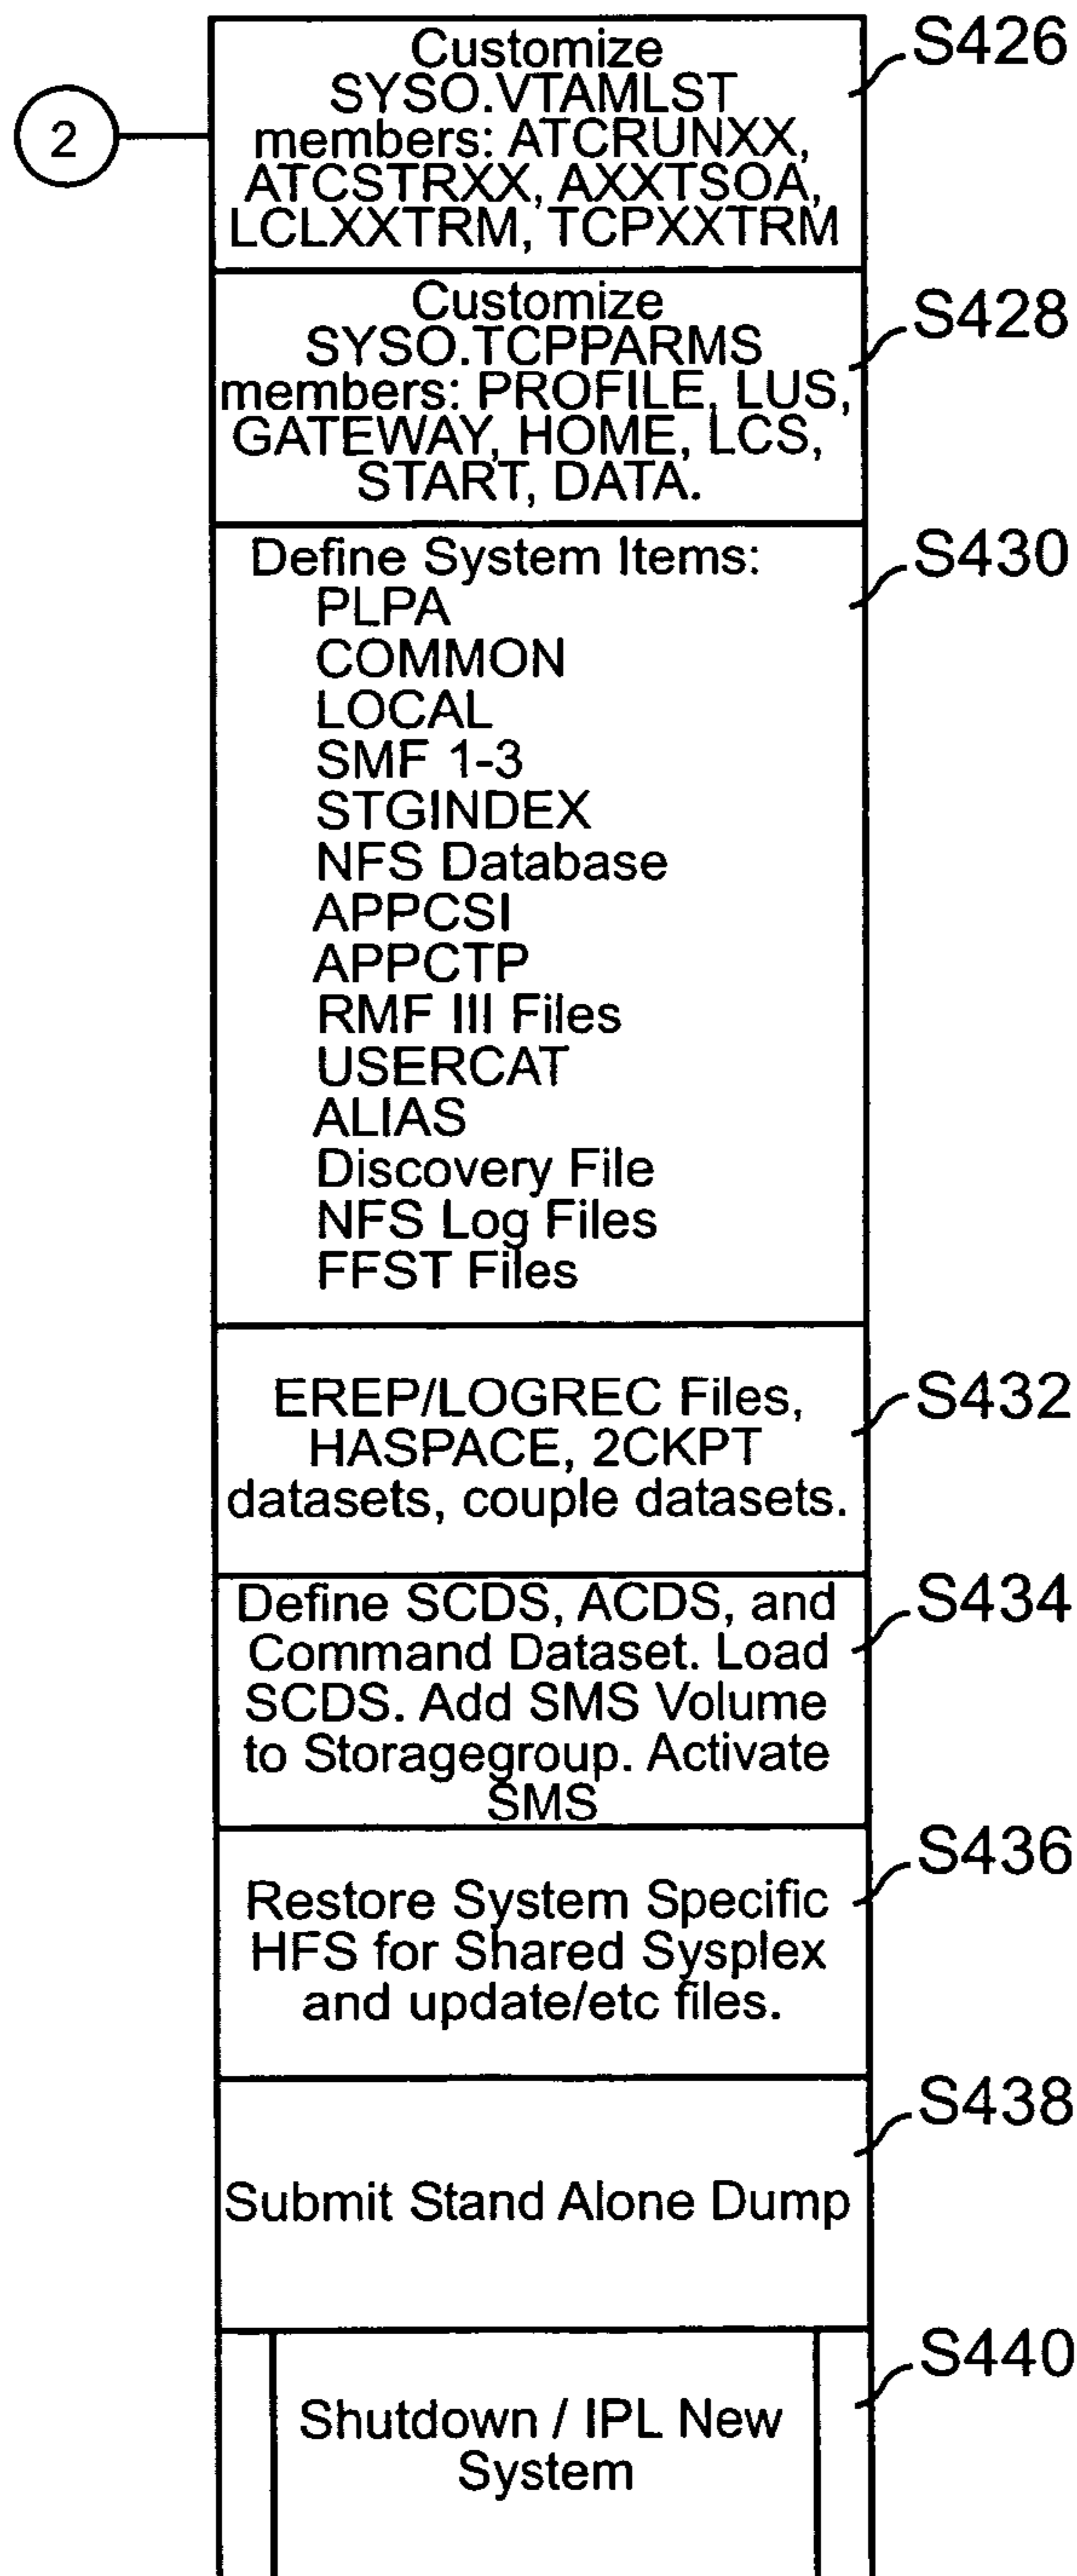 Customize
SYSO.VTAMLST
members: ATCRUNXX,
ATCSTRXX, AXXTSOA,
LCLXXTRM, TCPXXTRM
S426
2
Customize
SYSO.TCPPARMS
members: PROFILE, LUS,
GATEWAY, HOME, LCS,
START, DATA.
S428
Define System Items:
PLPA
COMMON
LOCAL
SMF 1-3
STGINDEX
NFS Database
APPCSI
APPCTP
RMF III Files
USERCAT
ALIAS
Discovery File
NFS Log Files
FFST Files
S430
EREP/LOGREC Files,
HASPACE, 2CKPT
datasets, couple datasets.
S432
Define SCDS, ACDS, and
Command Dataset. Load
SCDS. Add SMS Volume
to Storagegroup. Activate
SMS
S434
Restore System Specific
HFS for Shared Sysplex
and update/etc files.
S436
Submit Stand Alone Dump
S438
Shutdown / IPL New
System
S440